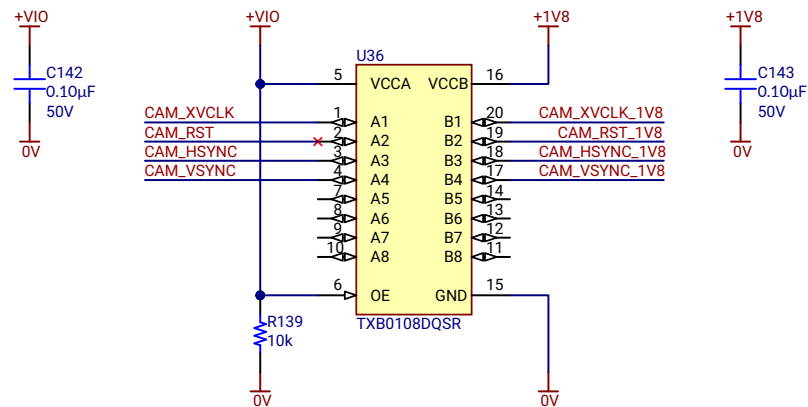 +VIO
+VIO
+1V8
+1V8
C142
0.10µF
50V
0V
U36
5
VCCA
VCCB
16
C143
0.10µF
50V
0V
CAM_XVCLK
1
A1
B1
20
CAM_XVCLK_1V8
CAM_RST
2
A2
B2
19
CAM_RST_1V8
CAM_HSYNC
3
A3
B3
18
CAM_HSYNC_1V8
CAM_VSYNC
4
A4
B4
17
CAM_VSYNC_1V8
7
A5
B5
14
8
A6
B6
13
9
A7
B7
12
10
A8
B8
11
6
OE
GND
15
R139
10k
TXB0108DQSR
0V
0V